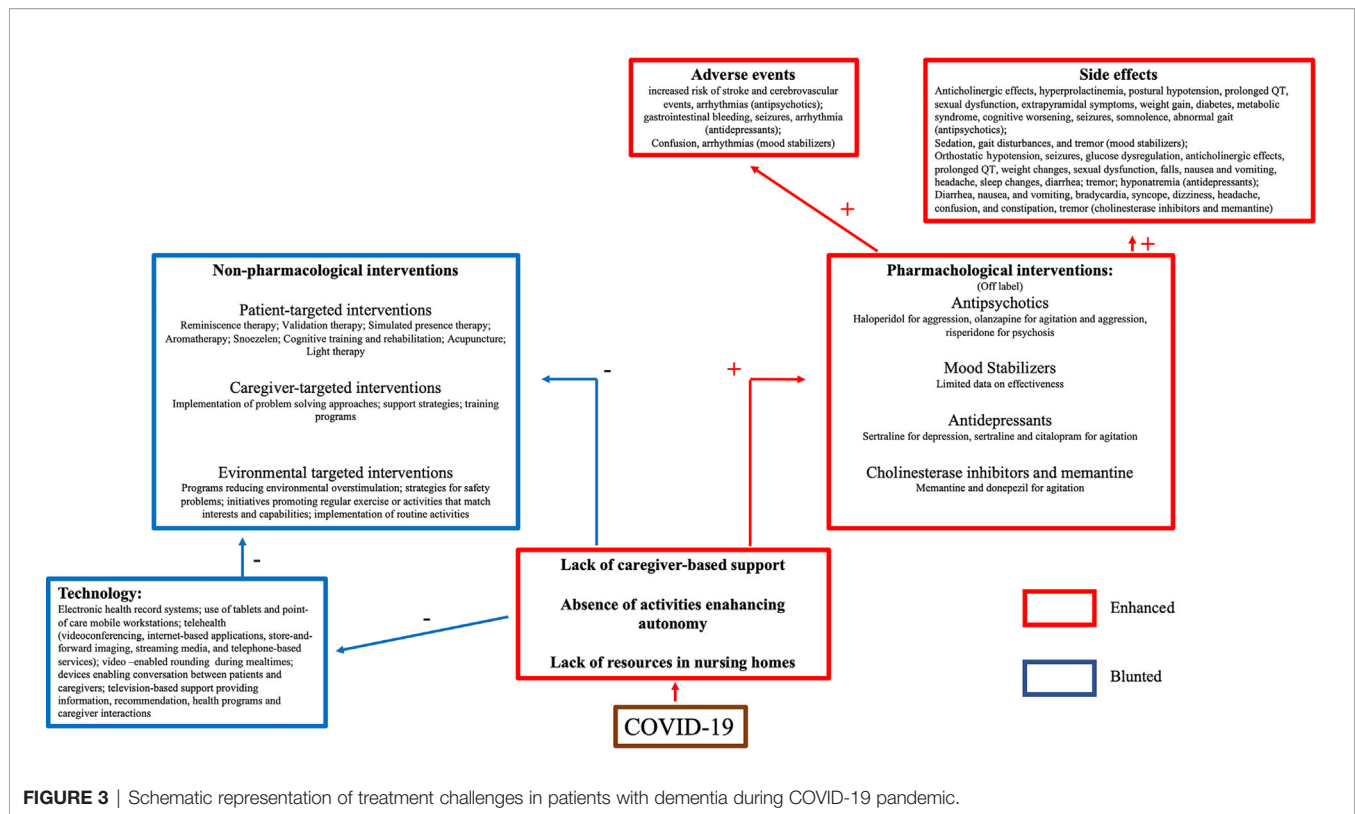 Adverse events
increased risk of stroke and cerebrovascular
events, arrhythmias (antipsychotics);
gastrointestinal bleeding, seizures, arrhythmia
(antidepressants);
Confusion, arrhythmias (mood stabilizers)
Side effects
Anticholinergic effects, hyperprolactinemia, postural hypotension, prolonged QT,
sexual dysfunction, extrapyramidal symptoms, weight gain, diabetes, metabolic
syndrome, cognitive worsening, seizures, somnolence, abnormal gait
(antipsychotics);
Sedation, gait disturbances, and tremor (mood stabilizers);
Orthostatic hypotension, seizures, glucose dysregulation, anticholinergic effects,
prolonged QT, weight changes, sexual dysfunction, falls, nausea and vomiting,
headache, sleep changes, diarrhea; tremor; hyponatremia (antidepressants);
Diarrhea, nausea, and vomiting, bradycardia, syncope, dizziness, headache,
confusion, and constipation, tremor (cholinesterase inhibitors and memantine)
+
+
Non-pharmacological interventions
Patient-targeted interventions
Reminiscence therapy; Validation therapy; Simulated presence therapy;
Aromatherapy; Snoezelen; Cognitive training and rehabilitation; Acupuncture;
Light therapy
Caregiver-targeted interventions
Implementation of problem solving approaches; support strategies; training
programs
Evironmental targeted interventions
Programs reducing environmental overstimulation; strategies for safety
problems; initiatives promoting regular exercise or activities that match
interests and capabilities; implementation of routine activities
-
+
Pharmachological interventions:
(Off label)
Antipsychotics
Haloperidol for aggression, olanzapine for agitation and aggression,
risperidone for psychosis
Mood Stabilizers
Limited data on effectiveness
Antidepressants
Sertraline for depression, sertraline and citalopram for agitation
Cholinesterase inhibitors and memantine
Memantine and donepezil for agitation
-
Technology:
Electronic health record systems; use of tablets and point-
of care mobile workstations; telehealth
(videoconferencing, internet-based applications, store-and-
forward imaging, streaming media, and telephone-based
services); video –enabled rounding during mealtimes;
devices enabling conversation between patients and
caregivers; television-based support providing
information, recommendation, health programs and
caregiver interactions
-
Lack of caregiver-based support
Absence of activities enahancing
autonomy
Lack of resources in nursing homes
COVID-19
Enhanced
Blunted
FIGURE 3 | Schematic representation of treatment challenges in patients with dementia during COVID-19 pandemic.